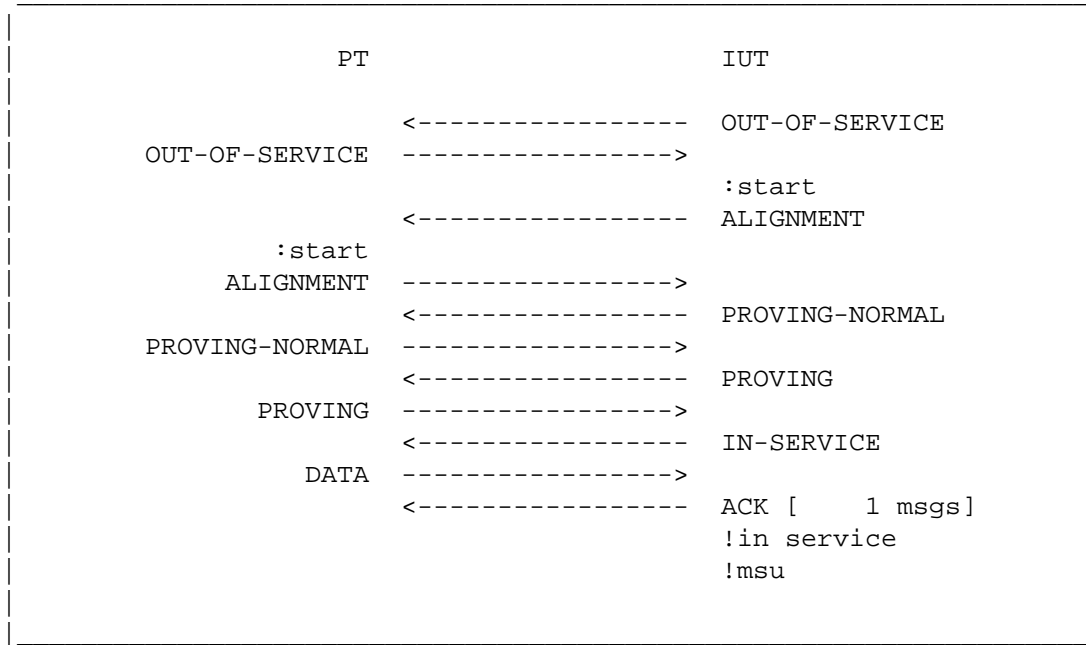 PT IUT
<----------------- OUT-OF-SERVICE
OUT-OF-SERVICE ----------------->
:start
<----------------- ALIGNMENT
:start
ALIGNMENT ----------------->
<----------------- PROVING-NORMAL
PROVING-NORMAL ----------------->
<----------------- PROVING
PROVING ----------------->
<----------------- IN-SERVICE
DATA ----------------->
<----------------- ACK [    1 msgs]
!in service
!msu